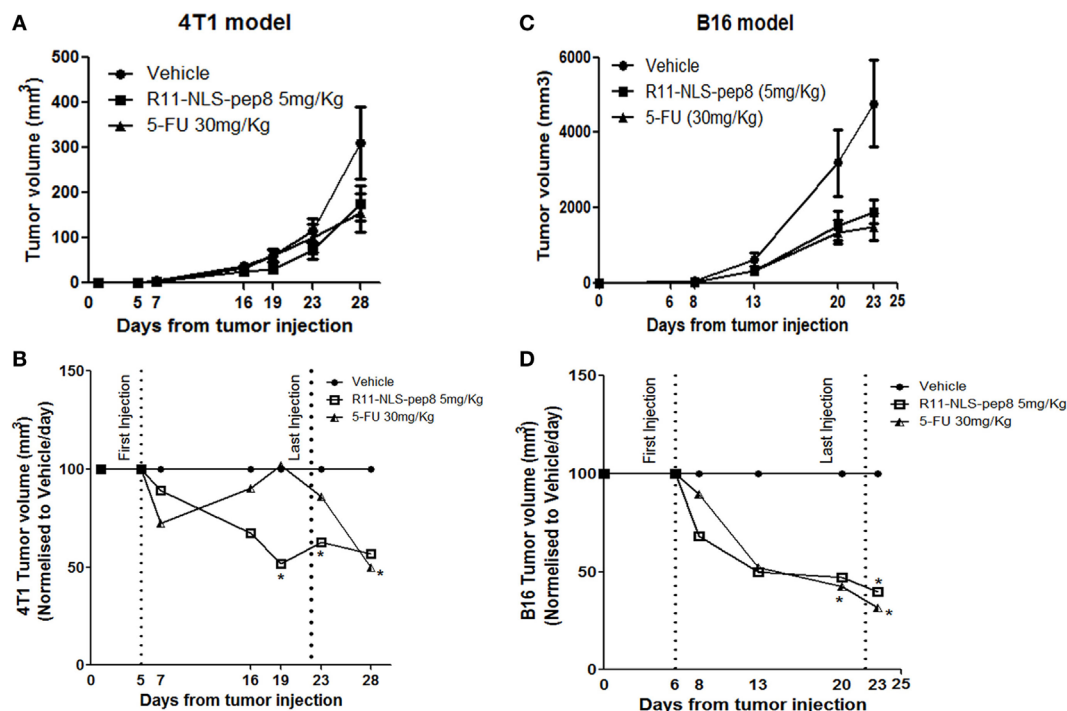 A
4T1 model
Tumor volume (mm3)
500
400
300
200
100
0
Vehicle
R11-NLS-pep8 5mg/Kg
5-FU 30mg/Kg
0 5 7 16 19 23 28
Days from tumor injection
B
4T1 Tumor volume (mm3)
(Normelised to Vehicle/day)
150
100
50
0
First Injection
Last Injection
Vehicle
R11-NLS-pep8 5mg/Kg
5-FU 30mg/Kg
*
*
*
0 5 7 16 19 23 28
Days from tumor injection
C
B16 model
Tumor volume (mm3)
6000
4000
2000
0
Vehicle
R11-NLS-pep8 (5mg/Kg)
5-FU (30mg/Kg)
0 6 8 13 20 23 25
Days from tumor injection
D
B16 Tumor volume (mm3)
(Normelised to Vehicle/day)
150
100
50
0
First Injection
Last Injection
Vehicle
R11-NLS-pep8 5mg/Kg
5-FU 30mg/Kg
*
*
*
0 6 8 13 20 23 25
Days from tumor injection